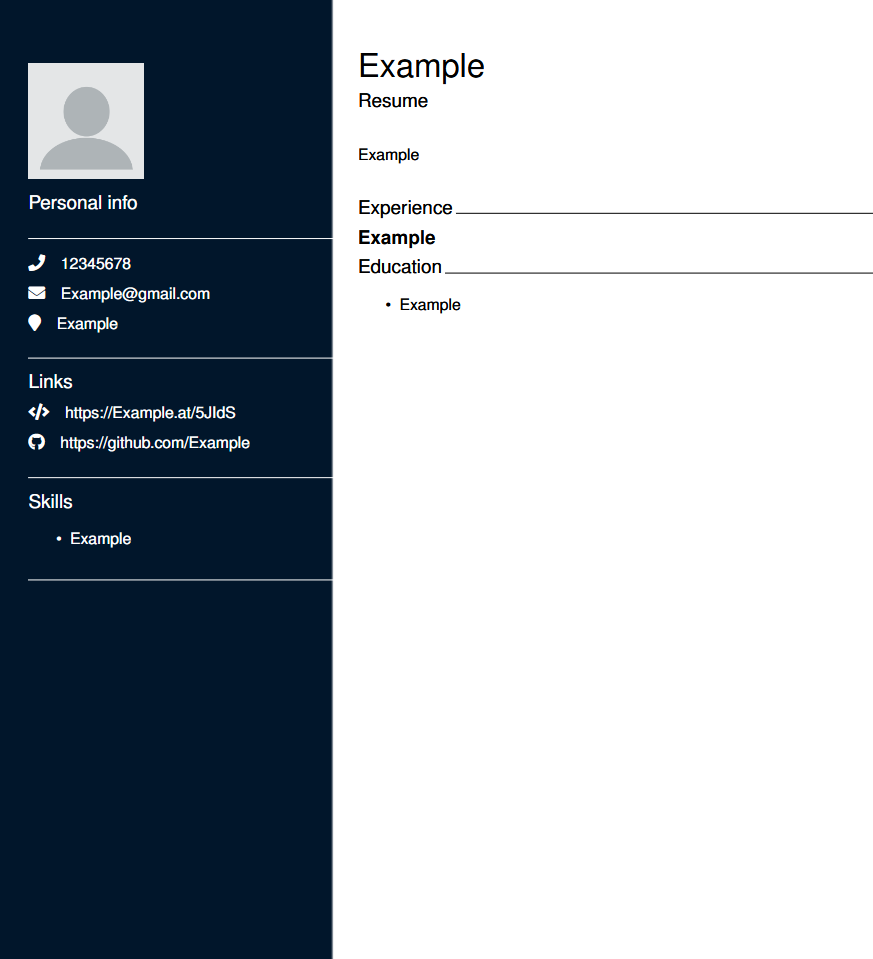 Personal info
12345678
Example@gmail.com
Example
Links
https://Example.at/5JIdS
https://github.com/Example
Skills
• Example
Example
Resume
Example
Experience
Example
Education
• Example